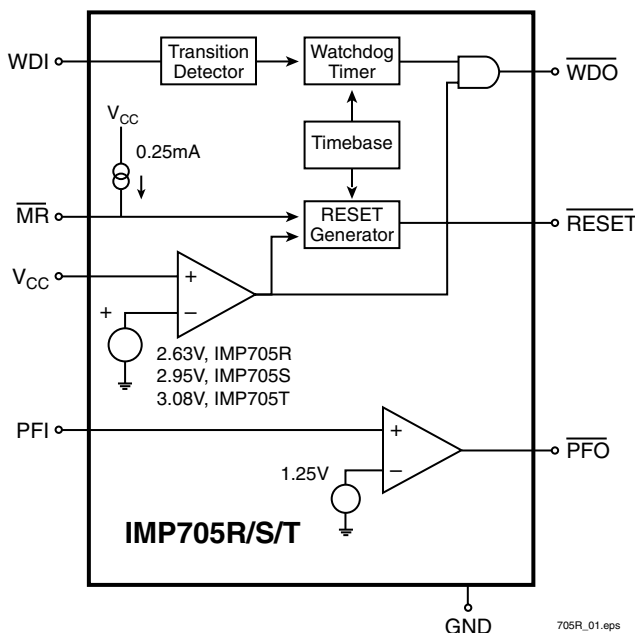 WDI
Transition
Detector
Watchdog
Timer
WDO
VCC
0.25mA
Timebase
MR
RESET
Generator
RESET
VCC
+
−
+
2.63V, IMP705R
2.95V, IMP705S
3.08V, IMP705T
PFI
+
−
PFO
1.25V
IMP705R/S/T
GND
705R_01.eps